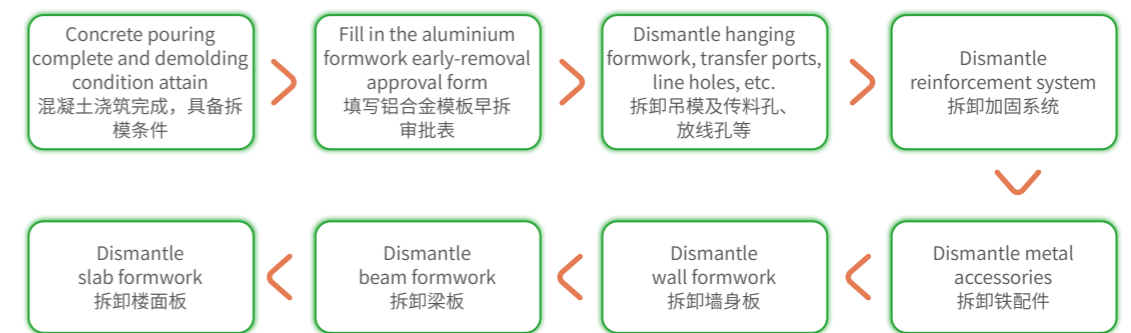 Concrete pouring
complete and demolding
condition attain
混凝土浇筑完成，具备拆
模条件
Fill in the aluminium
formwork early-removal
approval form
填写铝合金模板早拆
审批表
Dismantle hanging
formwork, transfer ports,
line holes, etc.
拆卸吊模及传料孔、
放线孔等
Dismantle
reinforcement system
拆卸加固系统
Dismantle metal
accessories
拆卸铁配件
Dismantle
wall formwork
拆卸墙身板
Dismantle
beam formwork
拆卸梁板
Dismantle
slab formwork
拆卸楼面板